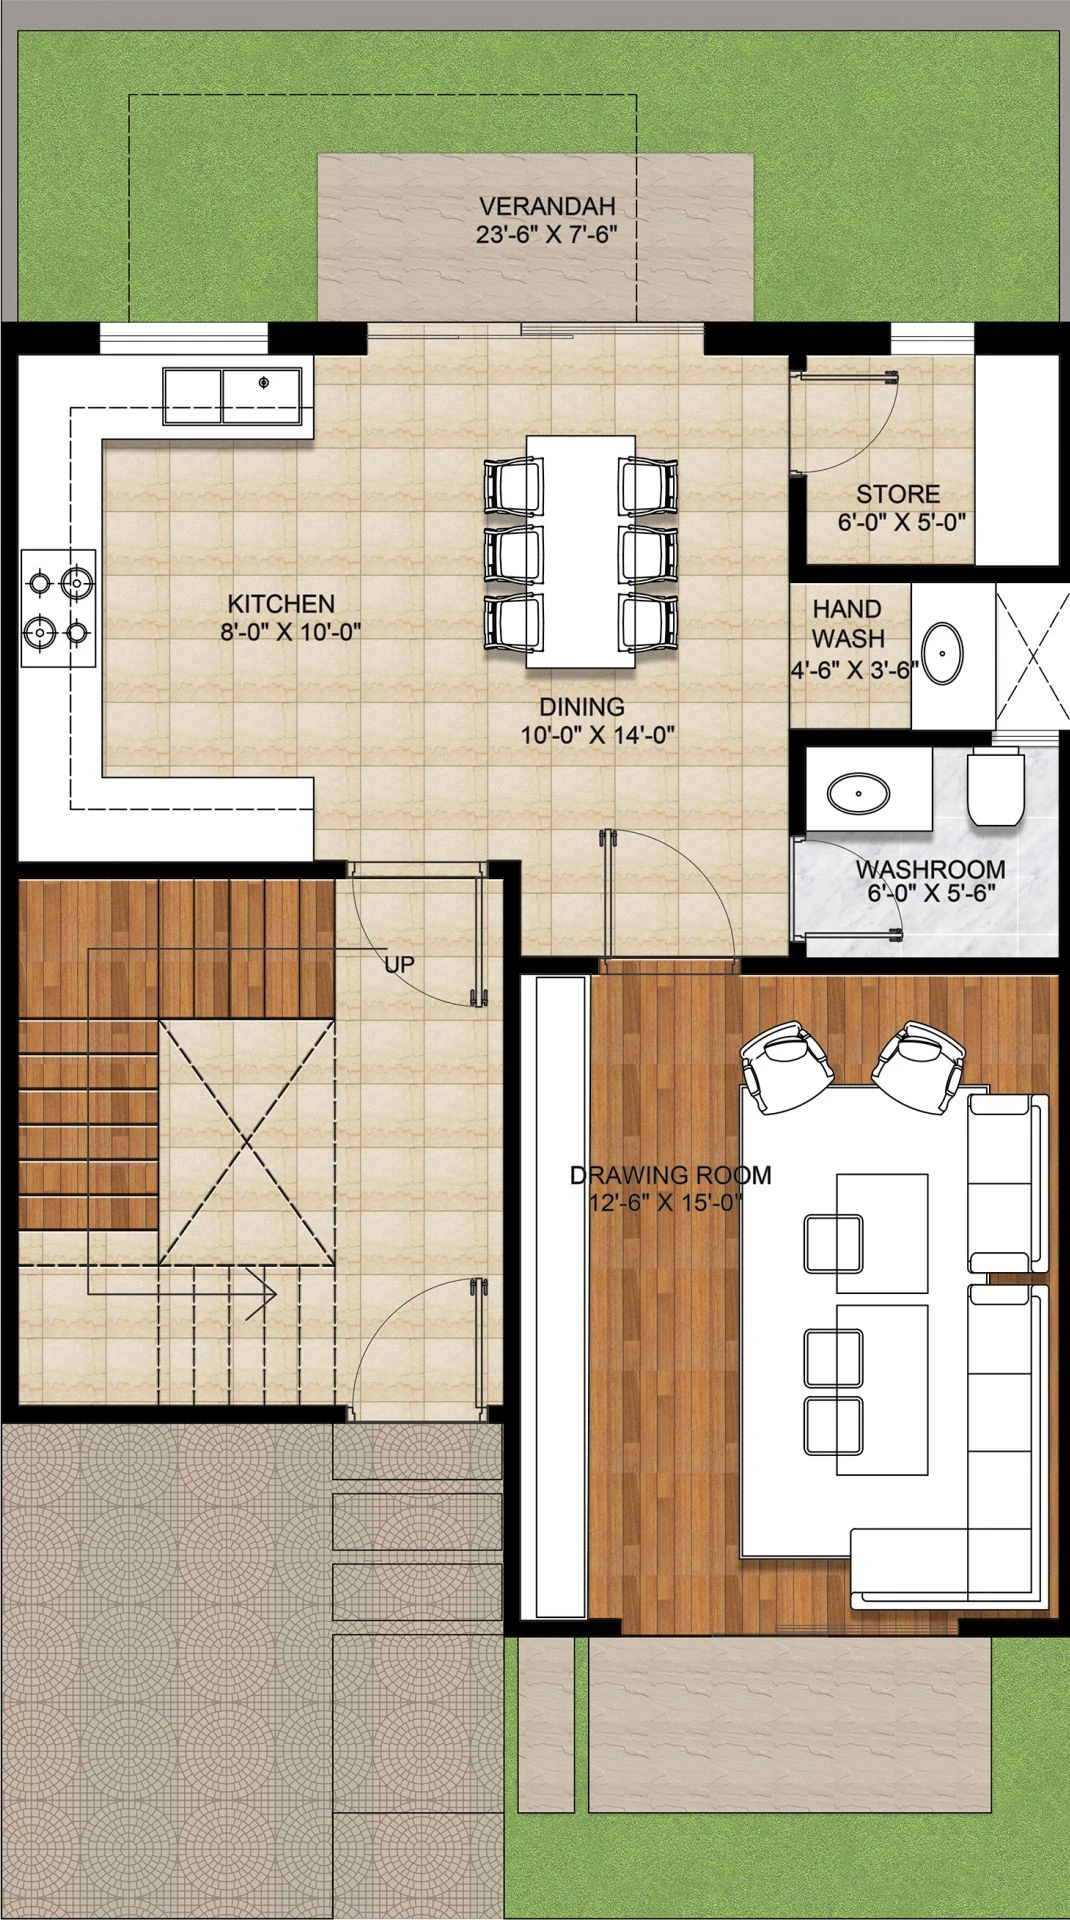 VERANDAH
23'-6" X 7'-6"
STORE
6'-0" X 5'-0"
KITCHEN
8'-0" X 10'-0"
HAND
WASH
4'-6" X 3'-6"
DINING
10'-0" X 14'-0"
WASHROOM
6'-0" X 5'-6"
UP
DRAWING ROOM
12'-6" X 15'-0"